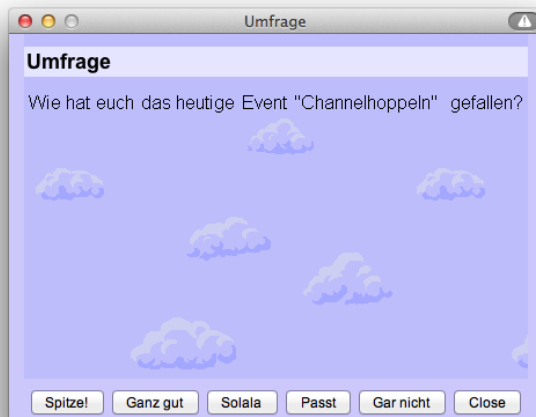 Umfrage
Umfrage
Wie hat euch das heutige Event "Channelhoppeln" gefallen?
Spitze! Ganz gut Solala Passt Gar nicht Close